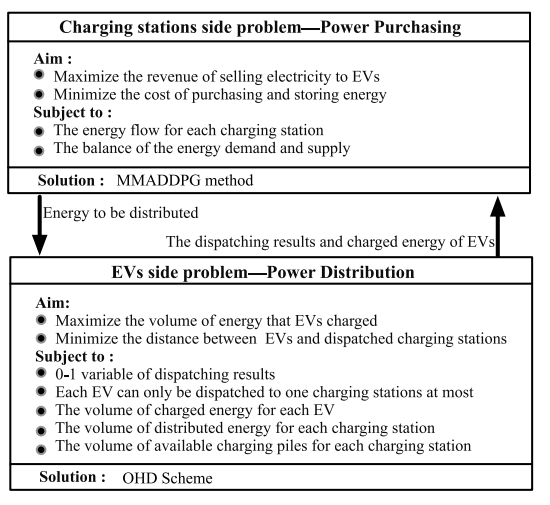 Charging stations side problem—Power Purchasing
Aim :
Maximize the revenue of selling electricity to EVs
Minimize the cost of purchasing and storing energy
Subject to :
The energy flow for each charging station
The balance of the energy demand and supply
Solution : MMADDPG method
Energy to be distributed
The dispatching results and charged energy of EVs
EVs side problem—Power Distribution
Aim:
Maximize the volume of energy that EVs charged
Minimize the distance between EVs and dispatched charging stations
Subject to :
0-1 variable of dispatching results
Each EV can only be dispatched to one charging stations at most
The volume of charged energy for each EV
The volume of distributed energy for each charging station
The volume of available charging piles for each charging station
Solution : OHD Scheme